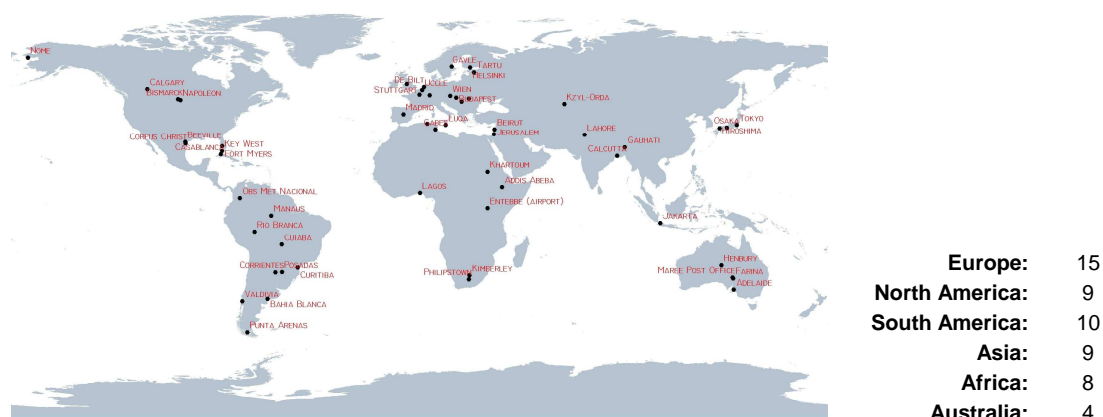 NOME
GAVLE
TARTU
HELSINKI
DE BILT
UCCLE
CALGARY
STUTTGART
WIEN
BISMARCK NAPOLEON
BUDAPEST
KZYL-ORDA
MADRID
LUQA
GABES
BEIRUT
JERUSALEM
OSAKA
TOKYO
HIROSHIMA
LAHORE
CORPUS CHRIST
BEEVILLE
CASABLANCA
KEY WEST
FORT MYERS
GAUHATI
CALCUTTA
KHARTOUM
ADDIS ABEBA
LAGOS
OBS MET NACIONAL
ENTEBBE (AIRPORT)
MANAUS
JAKARTA
RIO BRANCA
CUIABA
HENBURY
CORRIENTES
POSADAS
CURITIBA
PHILIPSTOWN
KIMBERLEY
MAREE POST OFFICE
FARINA
ADELAIDE
VALDIVIA
BAHIA BLANCA
PUNTA ARENAS
Europe: 15
North America: 9
South America: 10
Asia: 9
Africa: 8
Australia: 4